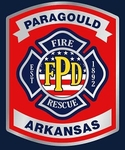 PARAGOULD
FIRE
EST
PFD
1892
RESCUE
ARKANSAS